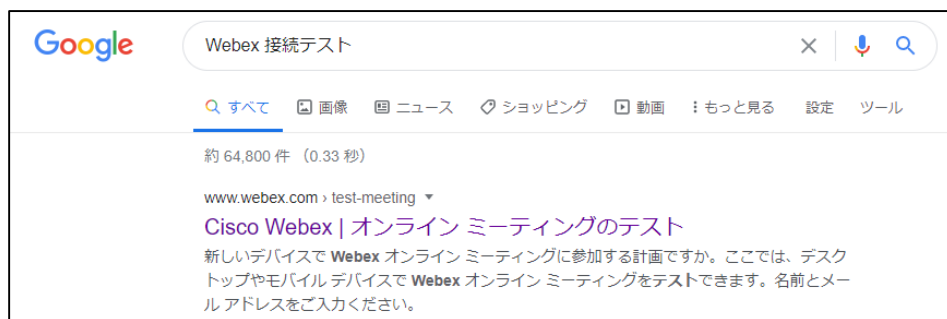 Google
Webex 接続テスト
すべて 画像 ニュース ショッピング 動画 もっと見る 設定 ツール
約 64,800 件 （0.33 秒）
www.webex.com › test-meeting
Cisco Webex | オンライン ミーティングのテスト
新しいデバイスで Webex オンライン ミーティングに参加する計画ですか。ここでは、デスク
トップやモバイル デバイスで Webex オンライン ミーティングをテストできます。名前とメー
ル アドレスをご入力ください。